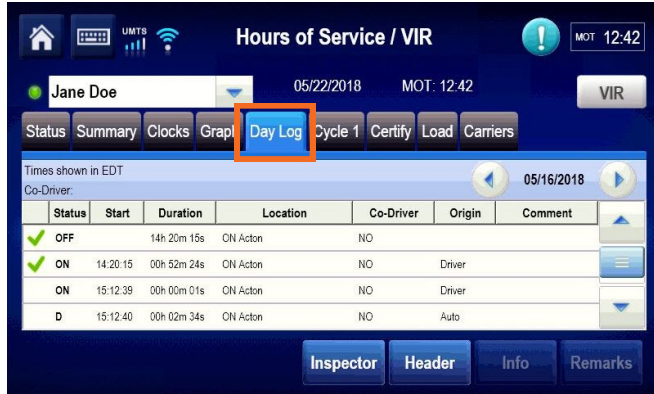 UMTS Hours of Service / VIR MOT 12:42
Jane Doe 05/22/2018 MOT: 12:42 VIR
Status Summary Clocks Graph Day Log Cycle 1 Certify Load Carriers
Times shown in EDT 05/16/2018
Co-Driver:
Status Start Duration Location Co-Driver Origin Comment
OFF 14h 20m 15s ON Acton NO
ON 14:20:15 00h 52m 24s ON Acton NO Driver
ON 15:12:39 00h 00m 01s ON Acton NO Driver
D 15:12:40 00h 02m 34s ON Acton NO Auto
Inspector Header Info Remarks